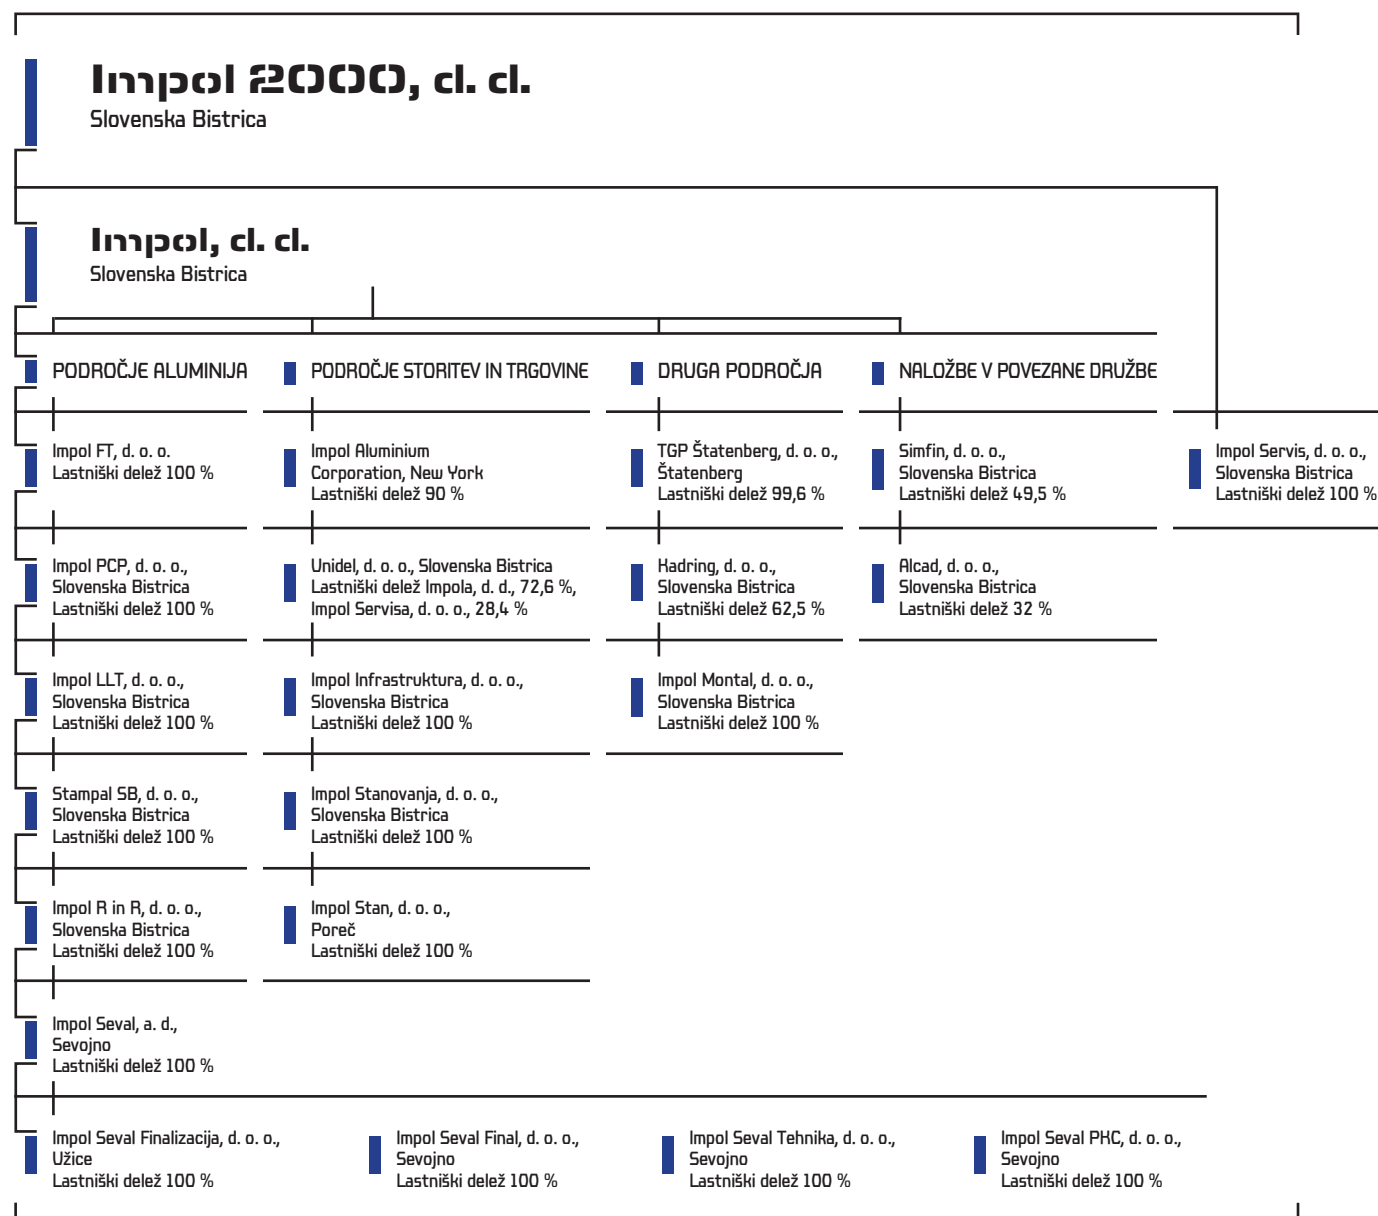 Impol 2000, d. d.
Slovenska Bistrica
Impol, d. d.
Slovenska Bistrica
PODROČJE ALUMINIJA
Impol FT, d. o. o.
Lastniški delež 100 %
Impol PCP, d. o. o.,
Slovenska Bistrica
Lastniški delež 100 %
Impol LLT, d. o. o.,
Slovenska Bistrica
Lastniški delež 100 %
Stampal SB, d. o. o.,
Slovenska Bistrica
Lastniški delež 100 %
Impol R in R, d. o. o.,
Slovenska Bistrica
Lastniški delež 100 %
Impol Seval, a. d.,
Sevojno
Lastniški delež 100 %
PODROČJE STORITEV IN TRGOVINE
Impol Aluminium
Corporation, New York
Lastniški delež 90 %
Unidel, d. o. o., Slovenska Bistrica
Lastniški delež Impola, d. d., 72,6 %,
Impol Servisa, d. o. o., 28,4 %
Impol Infrastruktura, d. o. o.,
Slovenska Bistrica
Lastniški delež 100 %
Impol Stanovanja, d. o. o.,
Slovenska Bistrica
Lastniški delež 100 %
Impol Stan, d. o. o.,
Poreč
Lastniški delež 100 %
DRUGA PODROČJA
TGP Štatenberg, d. o. o.,
Štatenberg
Lastniški delež 99,6 %
Kadring, d. o. o.,
Slovenska Bistrica
Lastniški delež 62,5 %
Impol Montal, d. o. o.,
Slovenska Bistrica
Lastniški delež 100 %
NALOŽBE V POVEZANE DRUŽBE
Simfin, d. o. o.,
Slovenska Bistrica
Lastniški delež 49,5 %
Alcad, d. o. o.,
Slovenska Bistrica
Lastniški delež 32 %
Impol Servis, d. o. o.,
Slovenska Bistrica
Lastniški delež 100 %
Impol Seval Finalizacija, d. o. o.,
Užice
Lastniški delež 100 %
Impol Seval Final, d. o. o.,
Sevojno
Lastniški delež 100 %
Impol Seval Tehnika, d. o. o.,
Sevojno
Lastniški delež 100 %
Impol Seval PKC, d. o. o.,
Sevojno
Lastniški delež 100 %